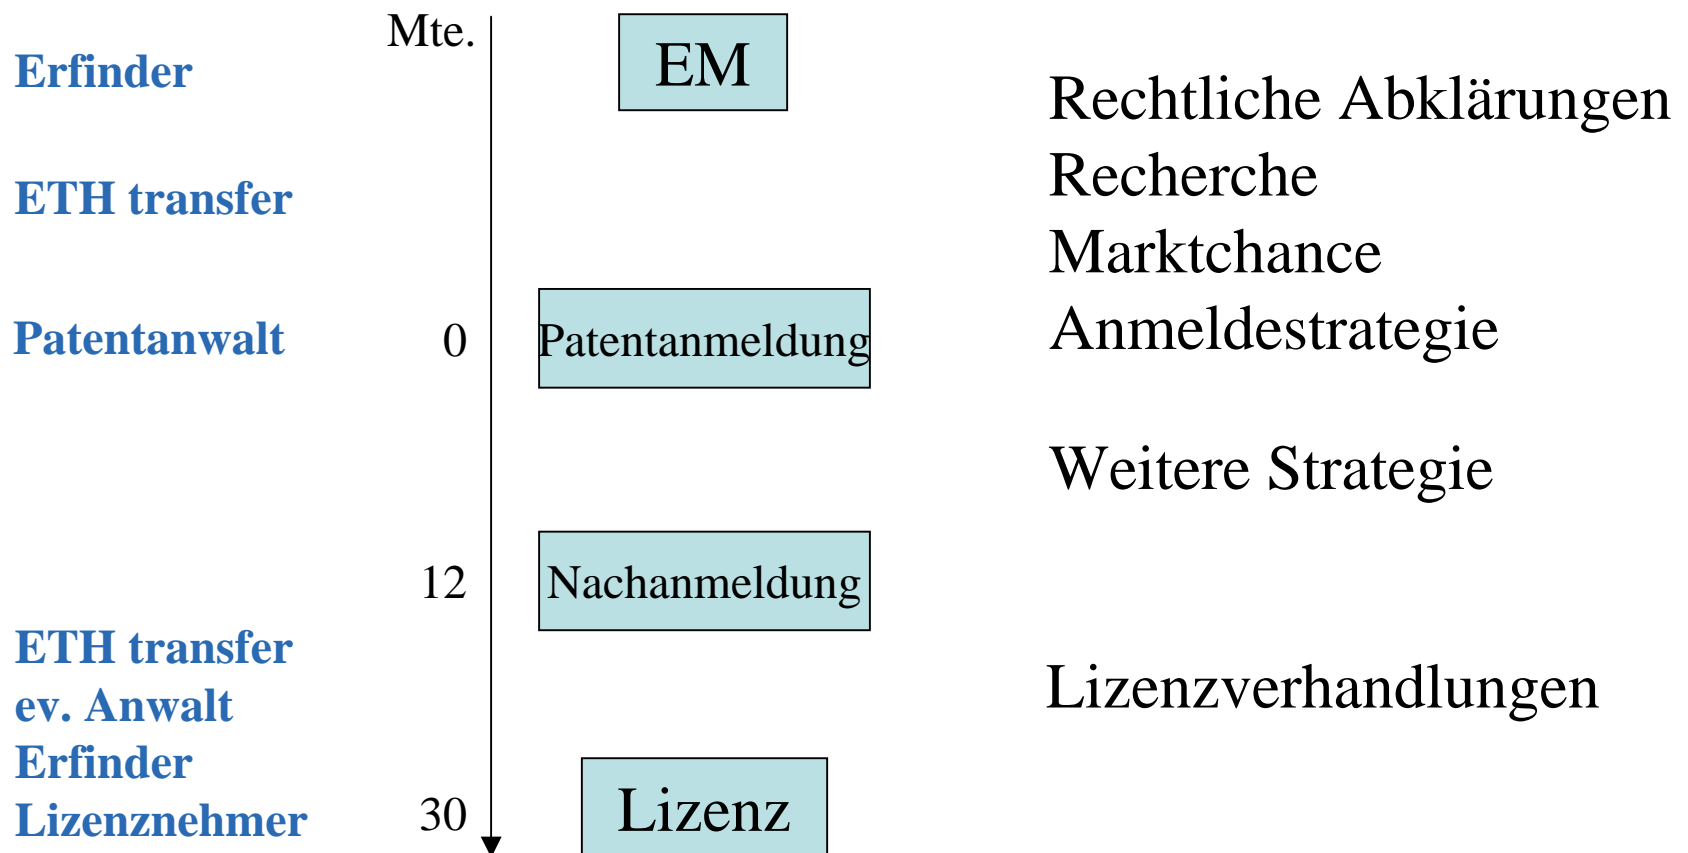 Mte.
EM
Erfinder
Rechtliche Abklärungen
Recherche
ETH transfer
Marktchance
Anmeldestrategie
Patentanwalt
0
Patentanmeldung
Weitere Strategie
12
Nachanmeldung
ETH transfer
ev. Anwalt
Erfinder
Lizenznehmer
Lizenzverhandlungen
30
Lizenz